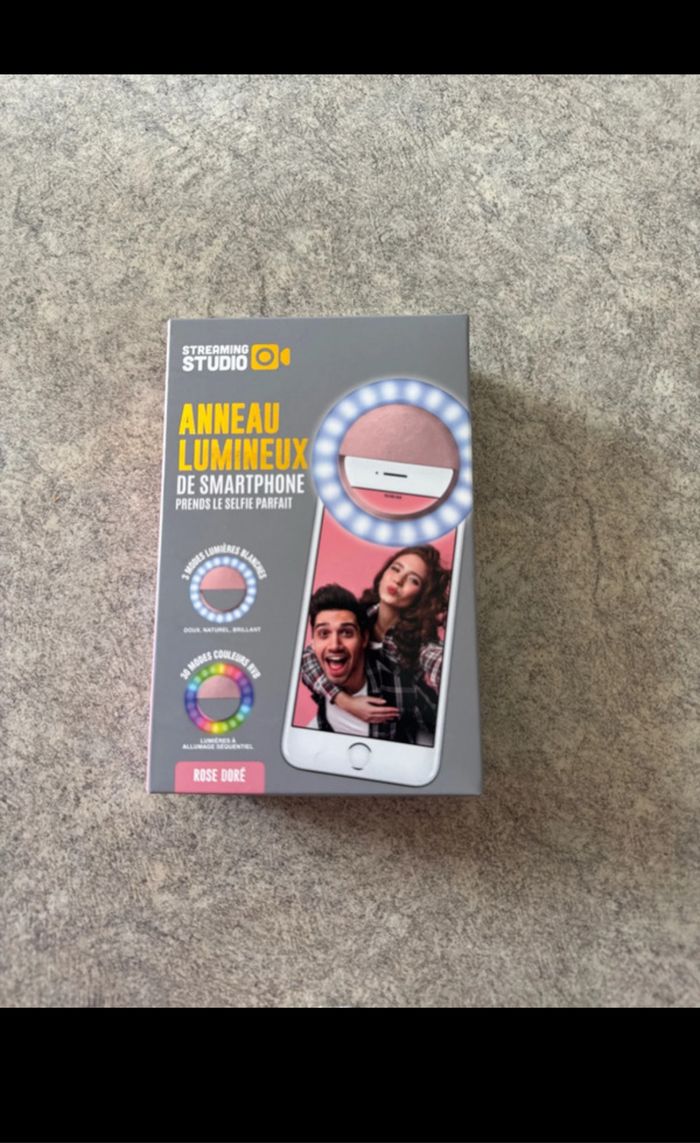 STREAMING
STUDIO
ANNEAU
LUMINEUX
DE SMARTPHONE
PRENDS LE SELFIE PARFAIT
3 MODES LUMIÈRES BLANCHES
DOUX, NATUREL, BRILLANT
30 MODES COULEURS RVB
LUMIÈRES À
ALLUMAGE SÉQUENTIEL
ROSE DORÉ